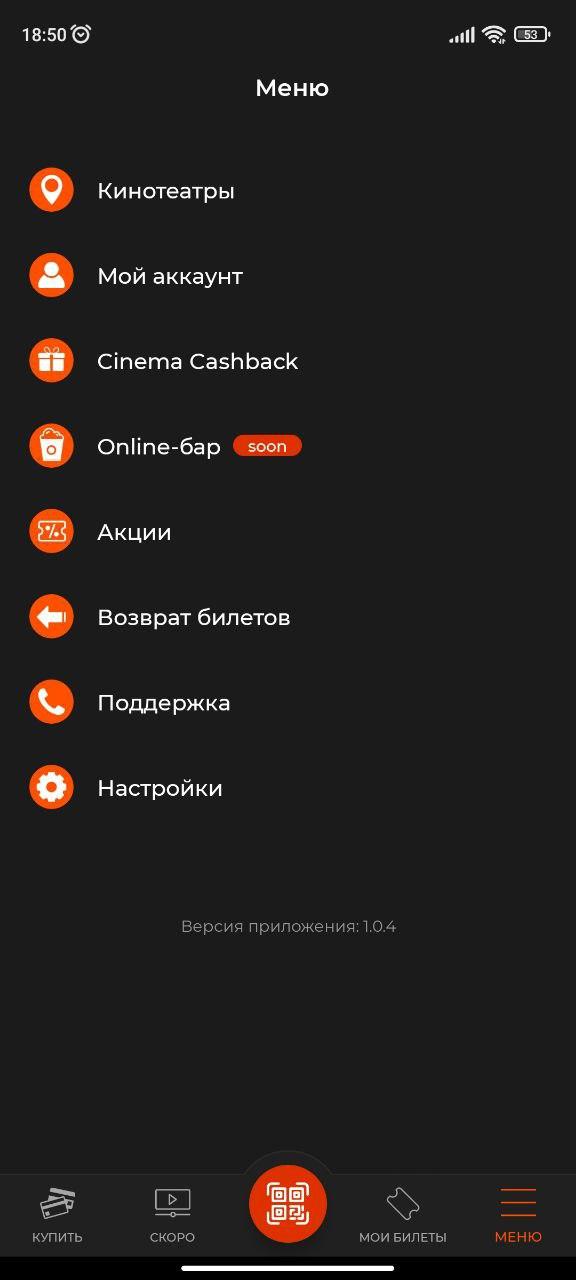 18:50
53
Меню
Кинотеатры
Мой аккаунт
Cinema Cashback
Online-бар soon
Акции
Возврат билетов
Поддержка
Настройки
Версия приложения: 1.0.4
КУПИТЬ СКОРО МОИ БИЛЕТЫ МЕНЮ